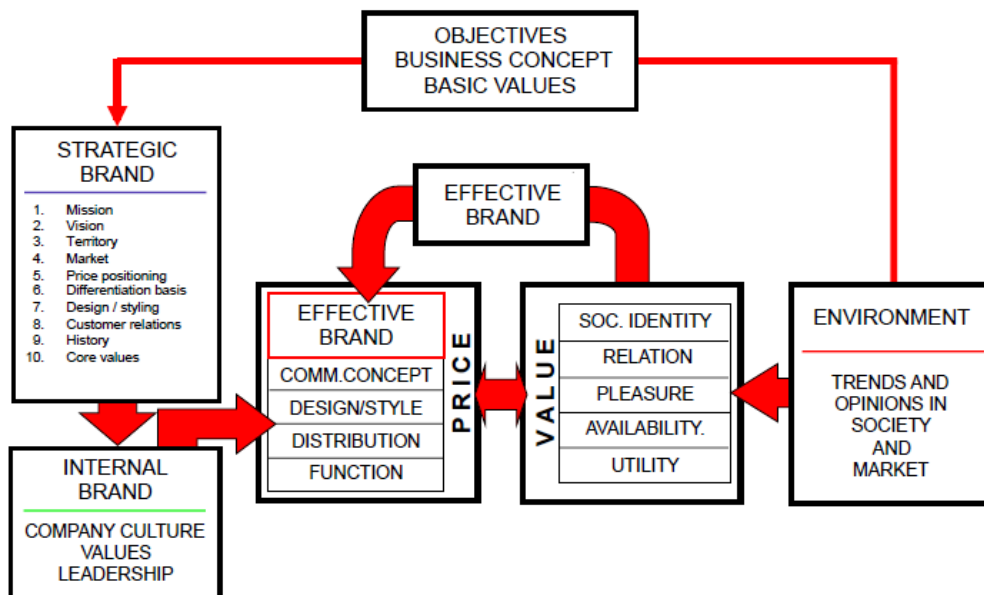 OBJECTIVES
BUSINESS CONCEPT
BASIC VALUES
STRATEGIC
BRAND
1. Mission
2. Vision
3. Territory
4. Market
5. Price positioning
6. Differentiation basis
7. Design / styling
8. Customer relations
9. History
10. Core values
EFFECTIVE
BRAND
EFFECTIVE
BRAND
COMM.CONCEPT
DESIGN/STYLE
DISTRIBUTION
FUNCTION
PRICE
VALUE
SOC. IDENTITY
RELATION
PLEASURE
AVAILABILITY.
UTILITY
ENVIRONMENT
TRENDS AND
OPINIONS IN
SOCIETY
AND
MARKET
INTERNAL
BRAND
COMPANY CULTURE
VALUES
LEADERSHIP